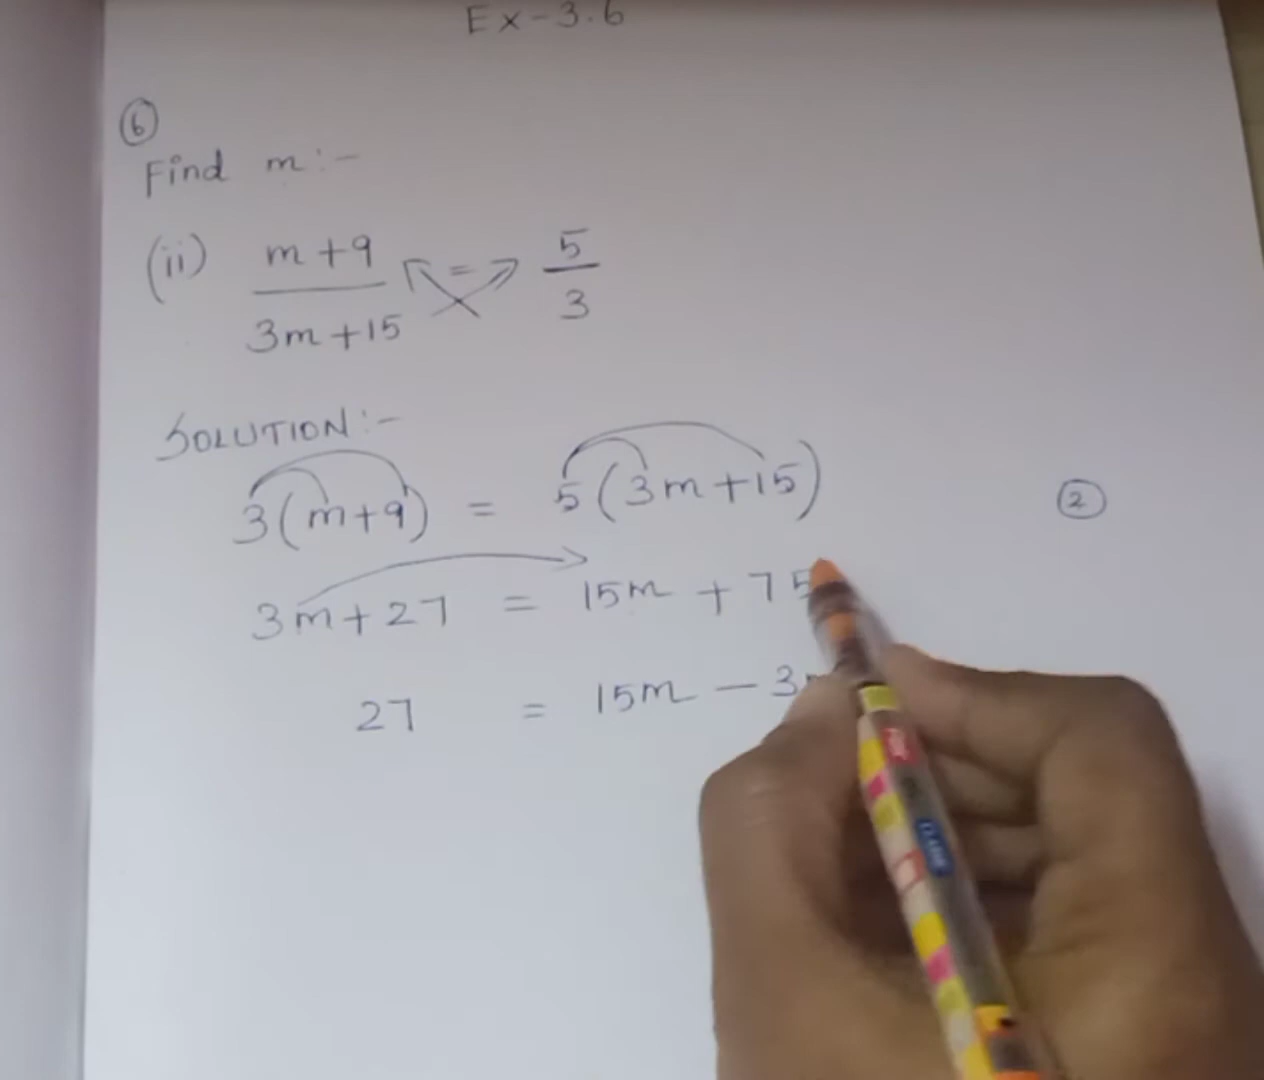 Ex-3.6
6
Find m:-
(ii) m+9 / 3m+15 = 5/3
SOLUTION:-
3(m+9) = 5(3m+15)
2
3m+27 = 15m + 75
27 = 15m - 3m